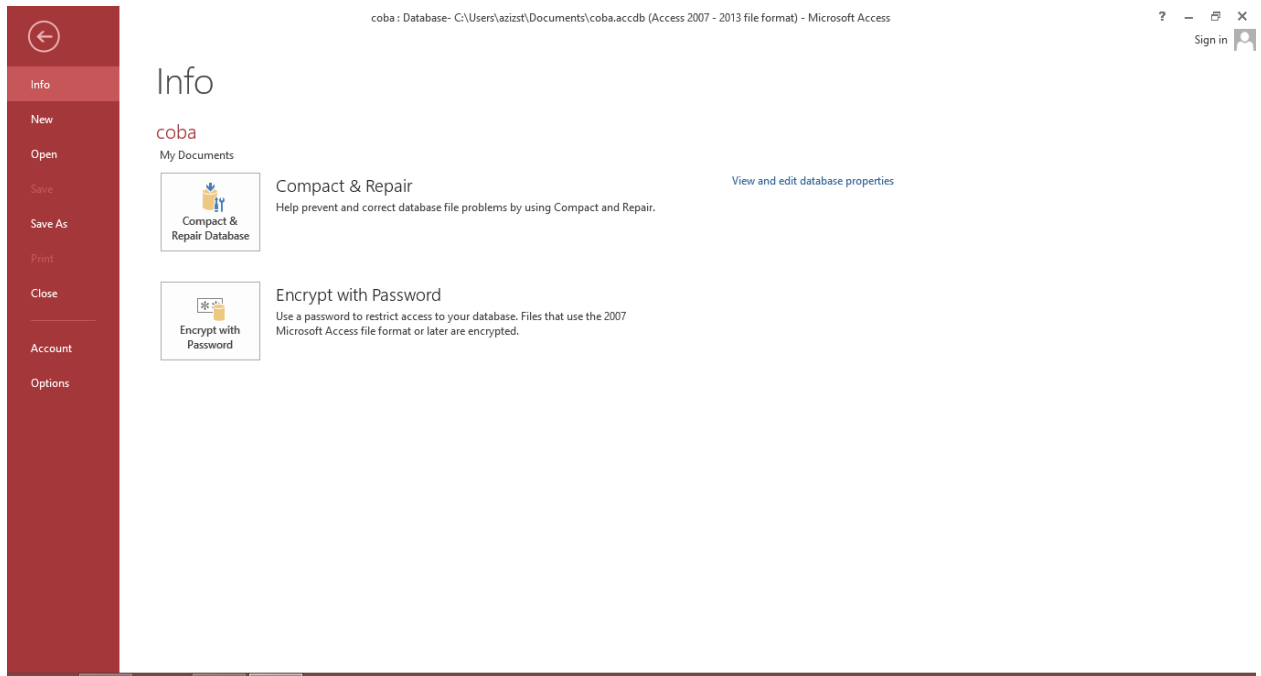 coba : Database- C:\Users\azizst\Documents\coba.accdb (Access 2007 - 2013 file format) - Microsoft Access
?
Sign in
Info
New
Open
Save
Save As
Print
Close
Account
Options
Info
coba
My Documents
Compact &
Repair Database
Compact & Repair
Help prevent and correct database file problems by using Compact and Repair.
View and edit database properties
Encrypt with
Password
Encrypt with Password
Use a password to restrict access to your database. Files that use the 2007
Microsoft Access file format or later are encrypted.